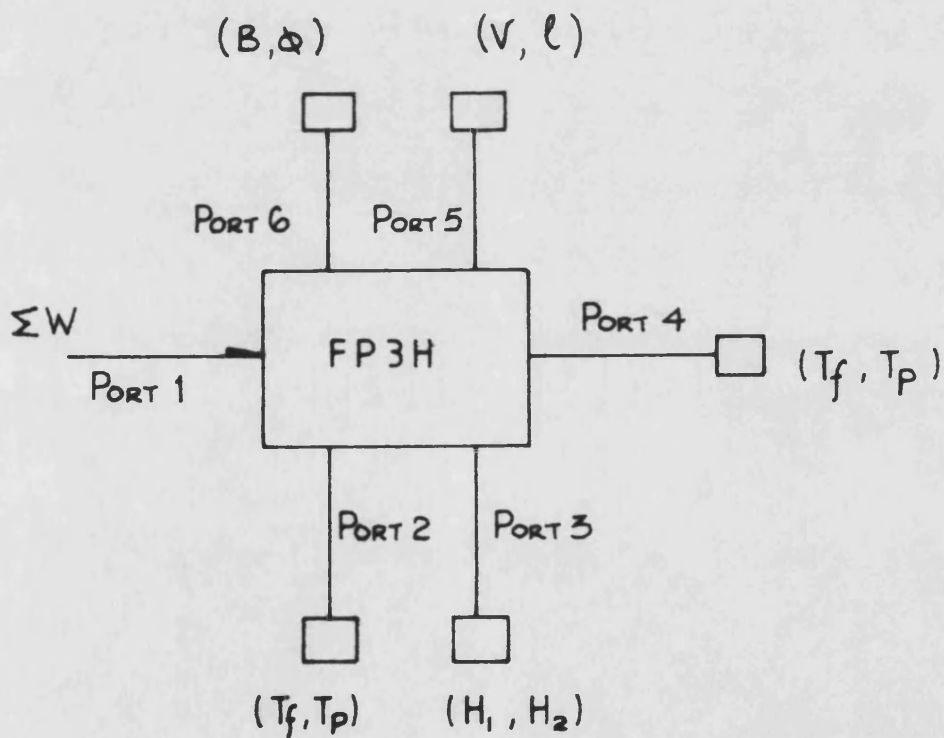 (B,Φ) (V, ℓ)
PORT 6 PORT 5
ΣW
PORT 1
FP3H
PORT 4
(Tf, Tp)
PORT 2 PORT 3
(Tf,Tp) (H₁, H₂)